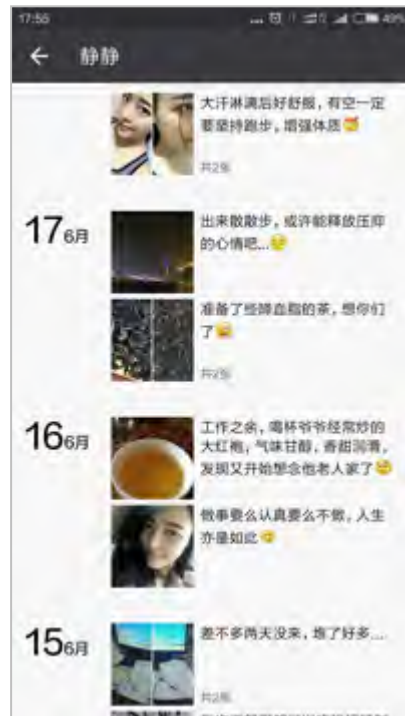 17:55
49%
静静
大汗淋漓后好舒服，有空一定
要坚持跑步，增强体质
共2张
17 6月
出来散散步，或许能释放压抑
的心情吧...
准备了些降血脂的茶，想你们
了
共2张
16 6月
工作之余，喝杯爷爷经常炒的
大红袍，气味甘醇，香甜润滑，
发现又开始想念他老人家了
做事要么认真要么不做，人生
亦是如此
15 6月
差不多两天没来，堆了好多...
共2张